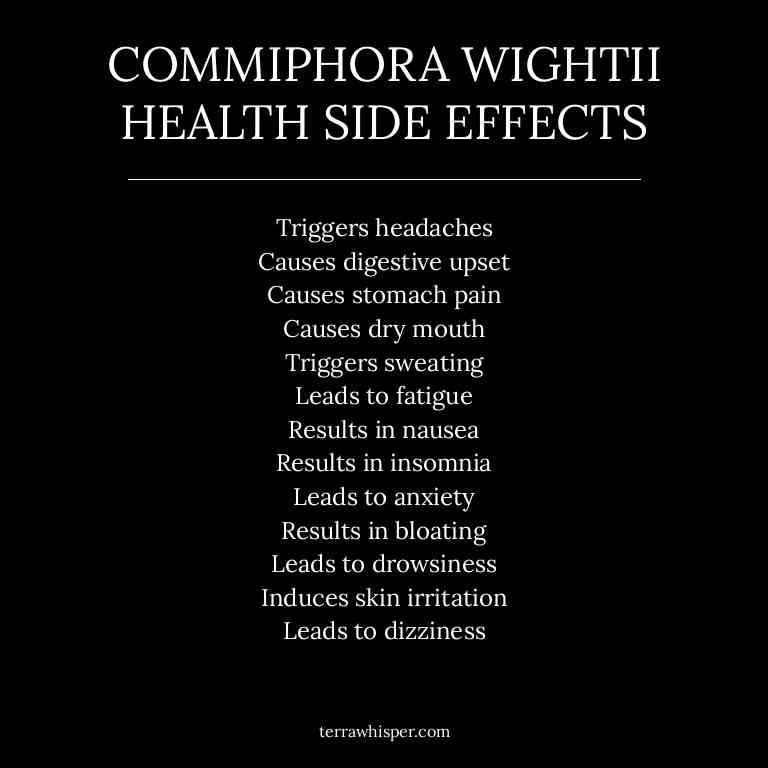 COMMIPHORA WIGHTII
HEALTH SIDE EFFECTS
Triggers headaches
Causes digestive upset
Causes stomach pain
Causes dry mouth
Triggers sweating
Leads to fatigue
Results in nausea
Results in insomnia
Leads to anxiety
Results in bloating
Leads to drowsiness
Induces skin irritation
Leads to dizziness
terrawhisper.com